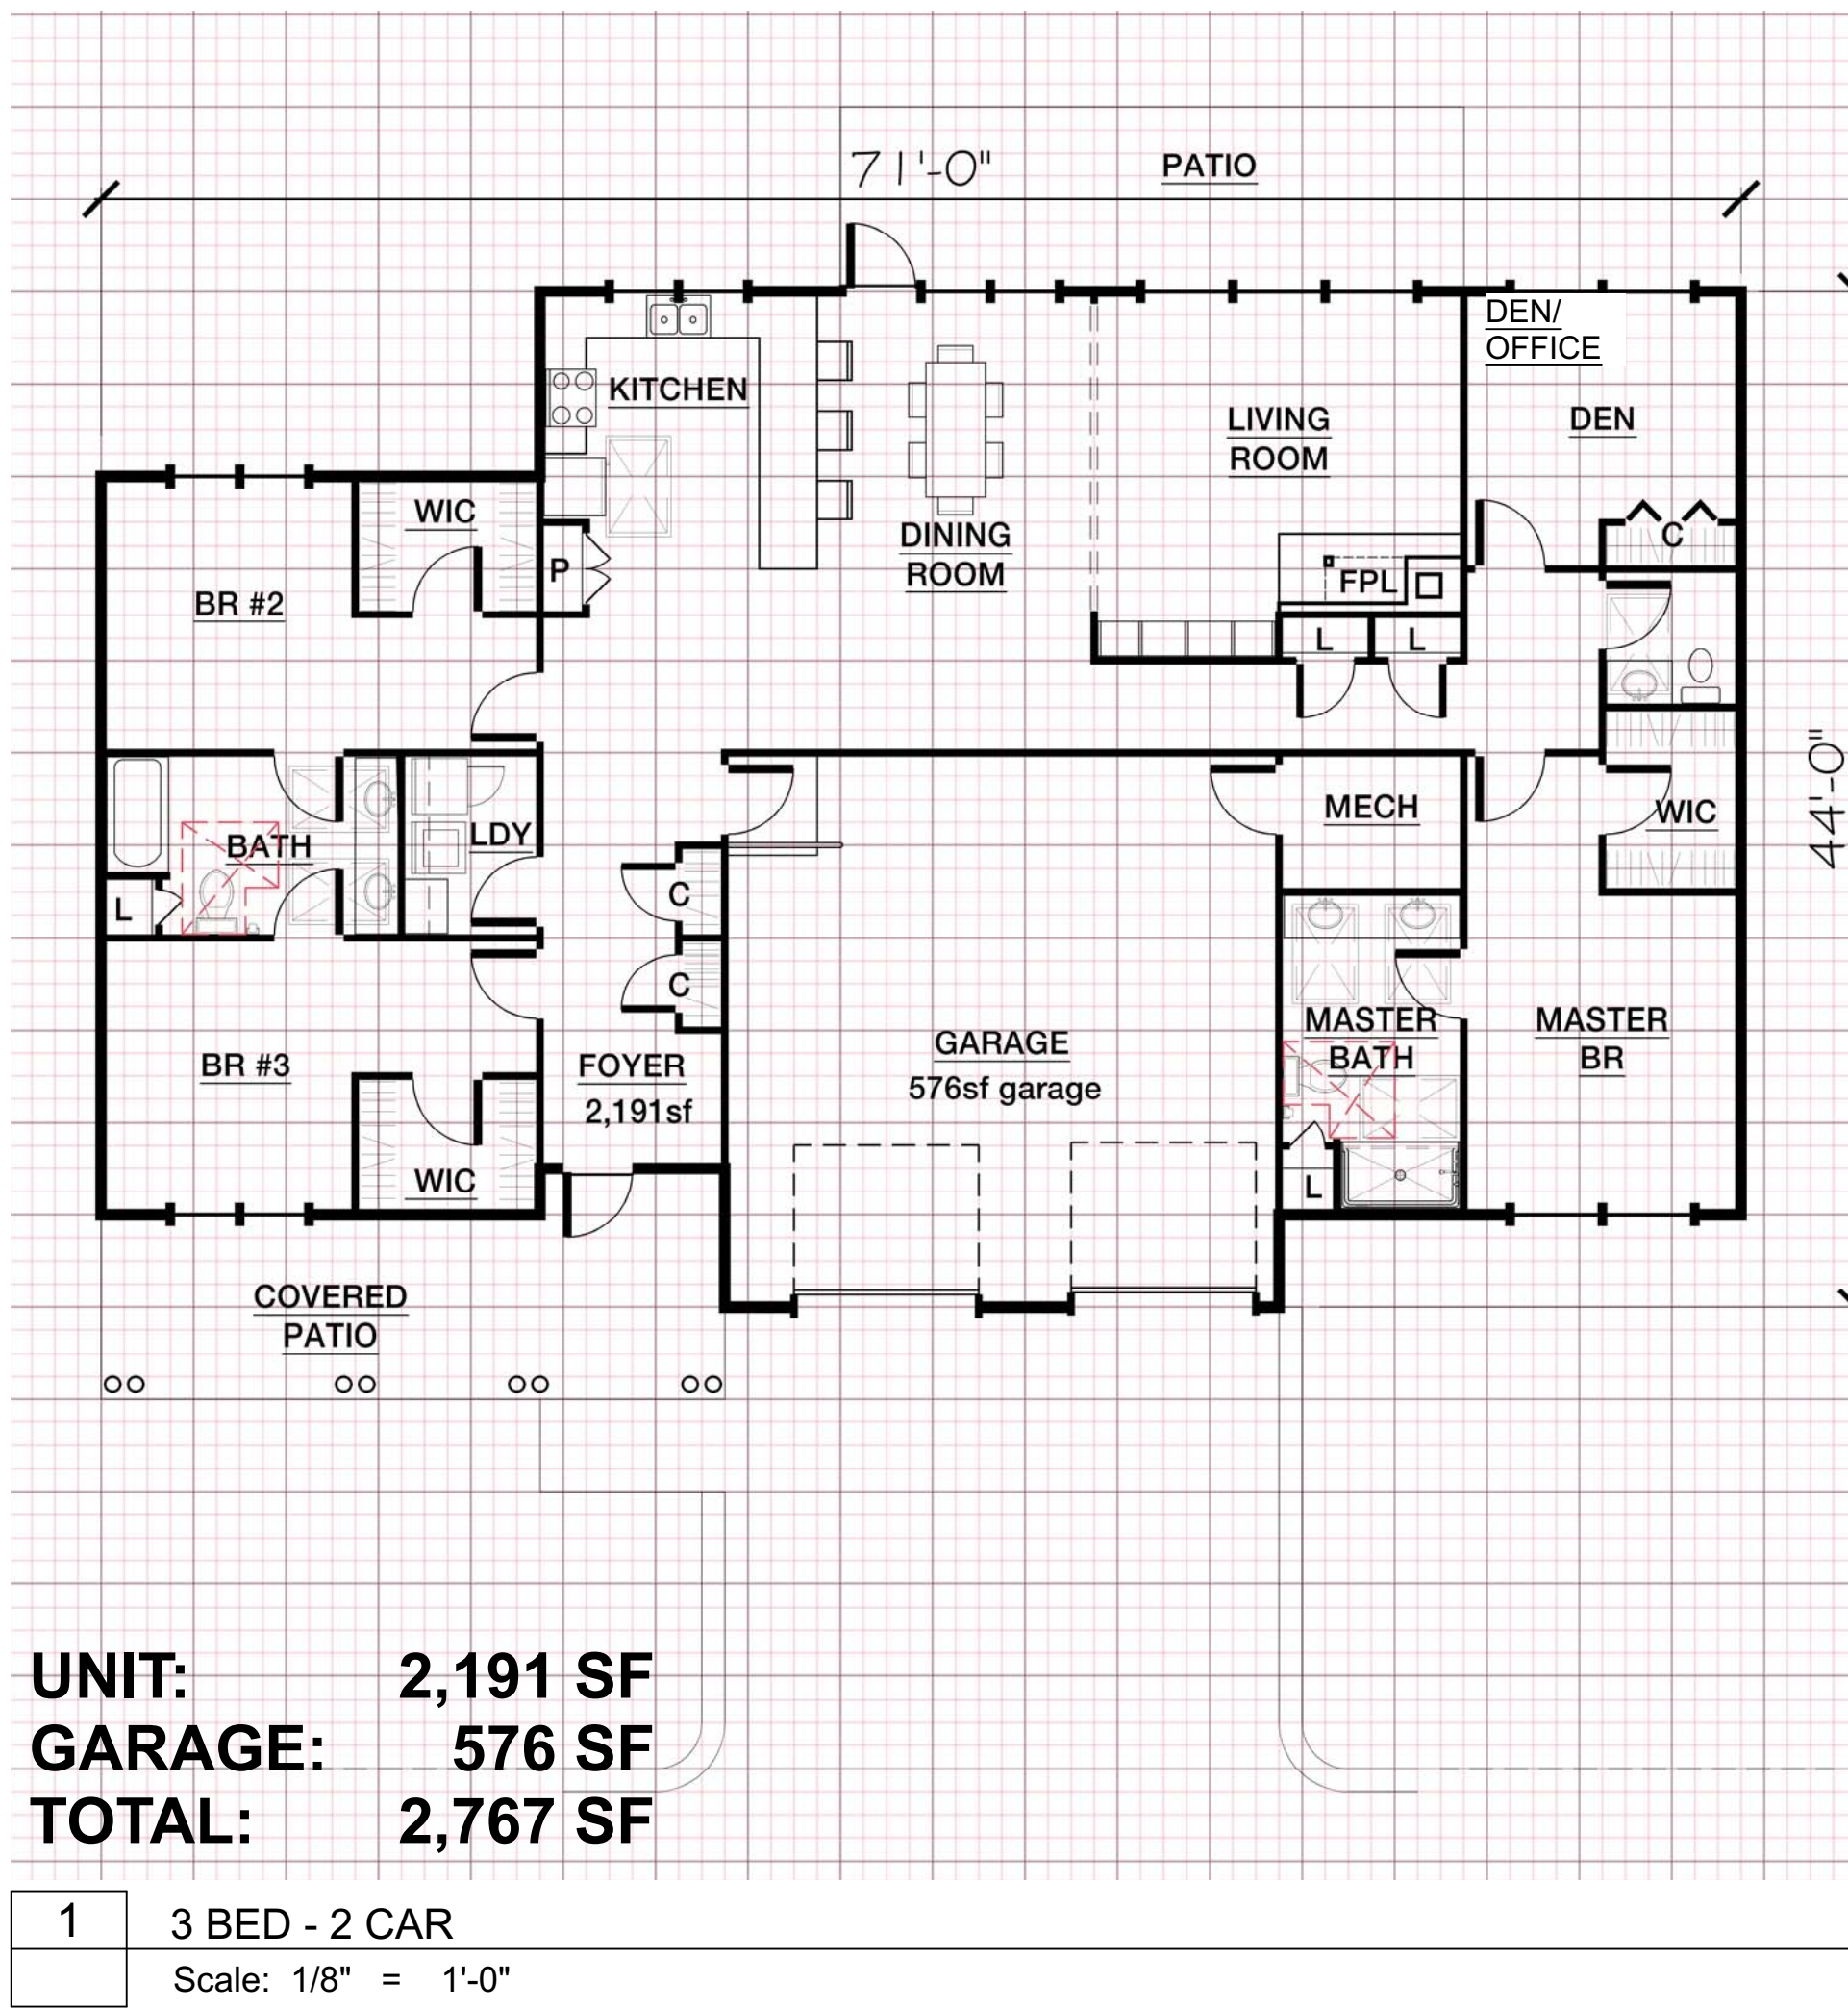 71'-0"
PATIO
DEN/
OFFICE
KITCHEN
LIVING
ROOM
DEN
WIC
DINING
ROOM
C
P
FPL
BR #2
L
L
44'-0"
MECH
WIC
LDY
BATH
C
L
C
MASTER
BATH
MASTER
BR
GARAGE
576sf garage
BR #3
FOYER
2,191sf
WIC
L
COVERED
PATIO
UNIT: 2,191 SF
GARAGE: 576 SF
TOTAL: 2,767 SF
1
3 BED - 2 CAR
Scale: 1/8" = 1'-0"